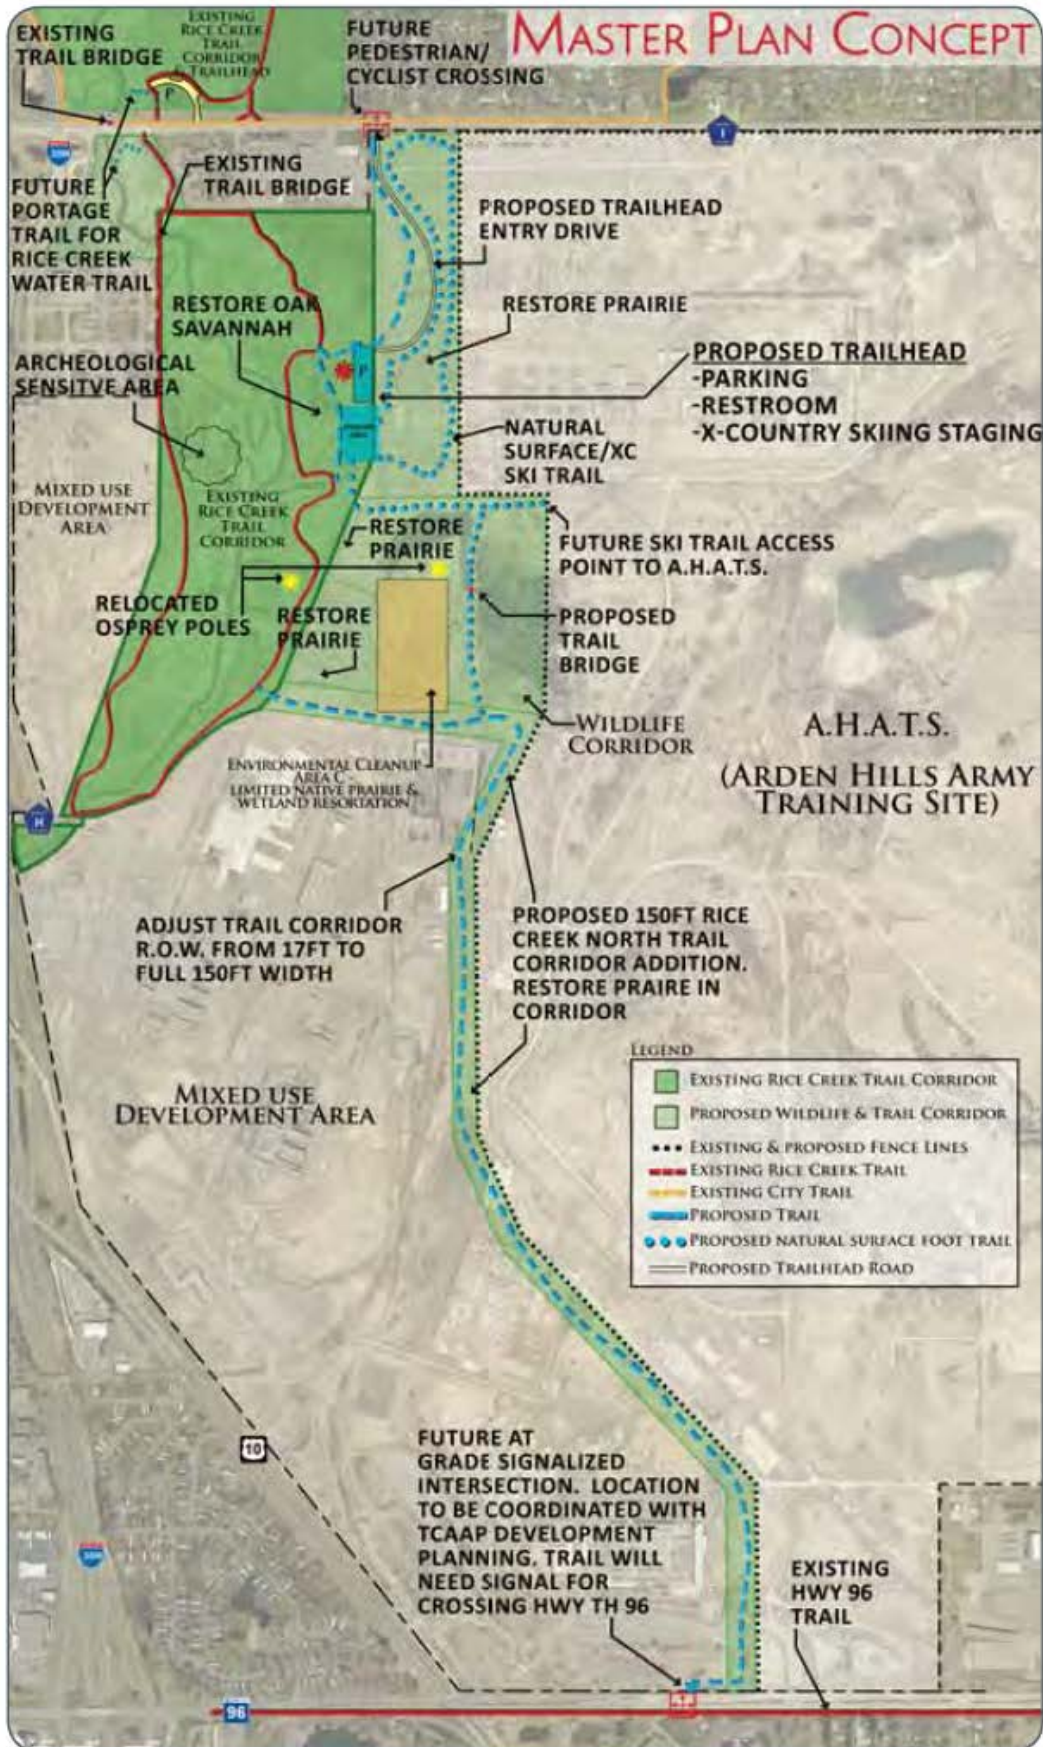 MASTER PLAN CONCEPT
EXISTING
TRAIL BRIDGE
EXISTING
RICE CREEK
TRAIL
CORRIDOR
& TRAILHEAD
P
FUTURE
PEDESTRIAN/
CYCLIST CROSSING
I
FUTURE
PORTAGE
TRAIL FOR
RICE CREEK
WATER TRAIL
EXISTING
TRAIL BRIDGE
PROPOSED TRAILHEAD
ENTRY DRIVE
RESTORE OAK
SAVANNAH
RESTORE PRAIRIE
ARCHEOLOGICAL
SENSITVE AREA
P
PROPOSED TRAILHEAD
-PARKING
-RESTROOM
-X-COUNTRY SKIING STAGING
NATURAL
SURFACE/XC
SKI TRAIL
MIXED USE
DEVELOPMENT
AREA
EXISTING
RICE CREEK
TRAIL
CORRIDOR
RESTORE
PRAIRIE
FUTURE SKI TRAIL ACCESS
POINT TO A.H.A.T.S.
RELOCATED
OSPREY POLES
RESTORE
PRAIRIE
PROPOSED
TRAIL
BRIDGE
WILDLIFE
CORRIDOR
A.H.A.T.S.
(ARDEN HILLS ARMY
TRAINING SITE)
ENVIRONMENTAL CLEANUP
AREA C -
LIMITED NATIVE PRAIRIE &
WETLAND RESORTATION
H
ADJUST TRAIL CORRIDOR
R.O.W. FROM 17FT TO
FULL 150FT WIDTH
PROPOSED 150FT RICE
CREEK NORTH TRAIL
CORRIDOR ADDITION.
RESTORE PRAIRE IN
CORRIDOR
MIXED USE
DEVELOPMENT AREA
LEGEND
EXISTING RICE CREEK TRAIL CORRIDOR
PROPOSED WILDLIFE & TRAIL CORRIDOR
EXISTING & PROPOSED FENCE LINES
EXISTING RICE CREEK TRAIL
EXISTING CITY TRAIL
PROPOSED TRAIL
PROPOSED NATURAL SURFACE FOOT TRAIL
PROPOSED TRAILHEAD ROAD
10
FUTURE AT
GRADE SIGNALIZED
INTERSECTION. LOCATION
TO BE COORDINATED WITH
TCAAP DEVELOPMENT
PLANNING. TRAIL WILL
NEED SIGNAL FOR
CROSSING HWY TH 96
EXISTING
HWY 96
TRAIL
96